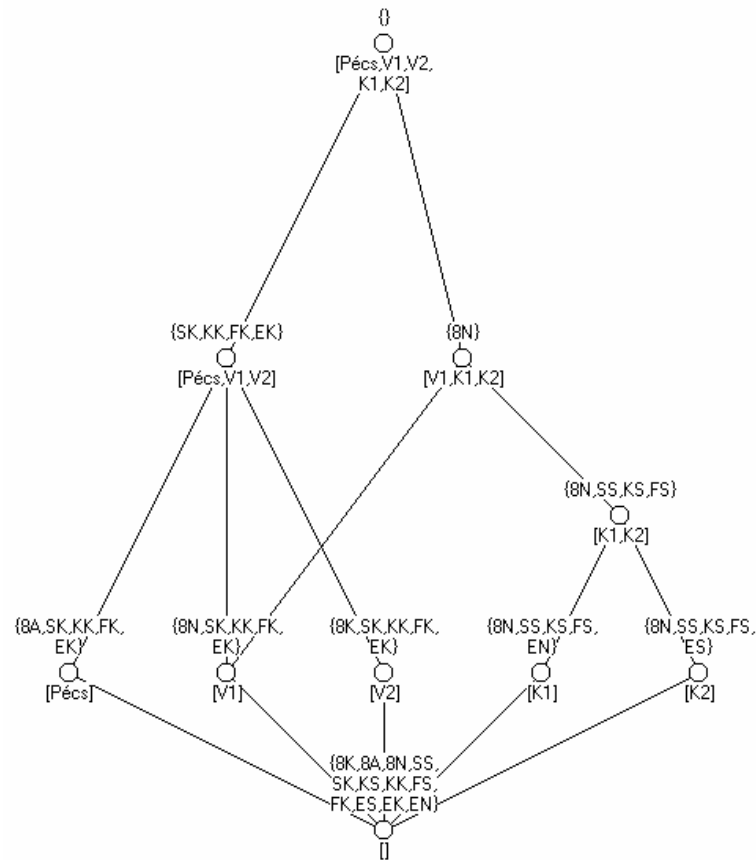 {}
[Pécs,V1,V2,
K1,K2]
{SK,KK,FK,EK}
[Pécs,V1,V2]
{8N}
[V1,K1,K2]
{8N,SS,KS,FS}
[K1,K2]
{8A,SK,KK,FK,
EK}
[Pécs]
{8N,SK,KK,FK,
EK}
[V1]
{8K,SK,KK,FK,
EK}
[V2]
{8N,SS,KS,FS,
EN}
[K1]
{8N,SS,KS,FS,
ES}
[K2]
{8K,8A,8N,SS,
SK,KS,KK,FS,
FK,ES,EK,EN}
[]